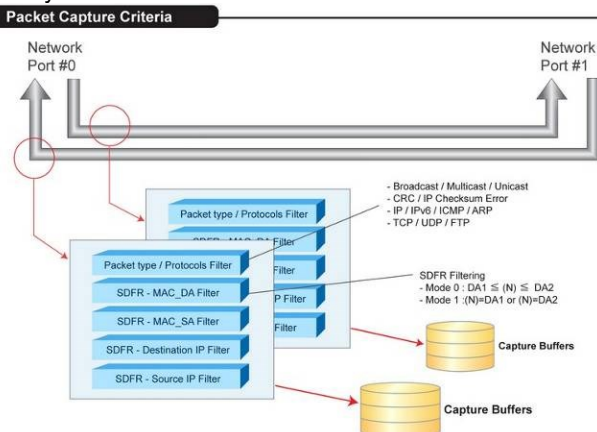 Packet Capture Criteria
Network
Port #0
Network
Port #1
- Broadcast / Multicast / Unicast
- CRC / IP Checksum Error
- IP / IPv6 / ICMP / ARP
- TCP / UDP / FTP
Packet type / Protocols Filter
Filter
P Filter
Filter
Packet type / Protocols Filter
SDFR - MAC_DA Filter
SDFR - MAC_SA Filter
SDFR - Destination IP Filter
SDFR - Source IP Filter
SDFR Filtering
- Mode 0 : DA1 ≦ (N) ≦ DA2
- Mode 1 :(N)=DA1 or (N)=DA2
Capture Buffers
Capture Buffers